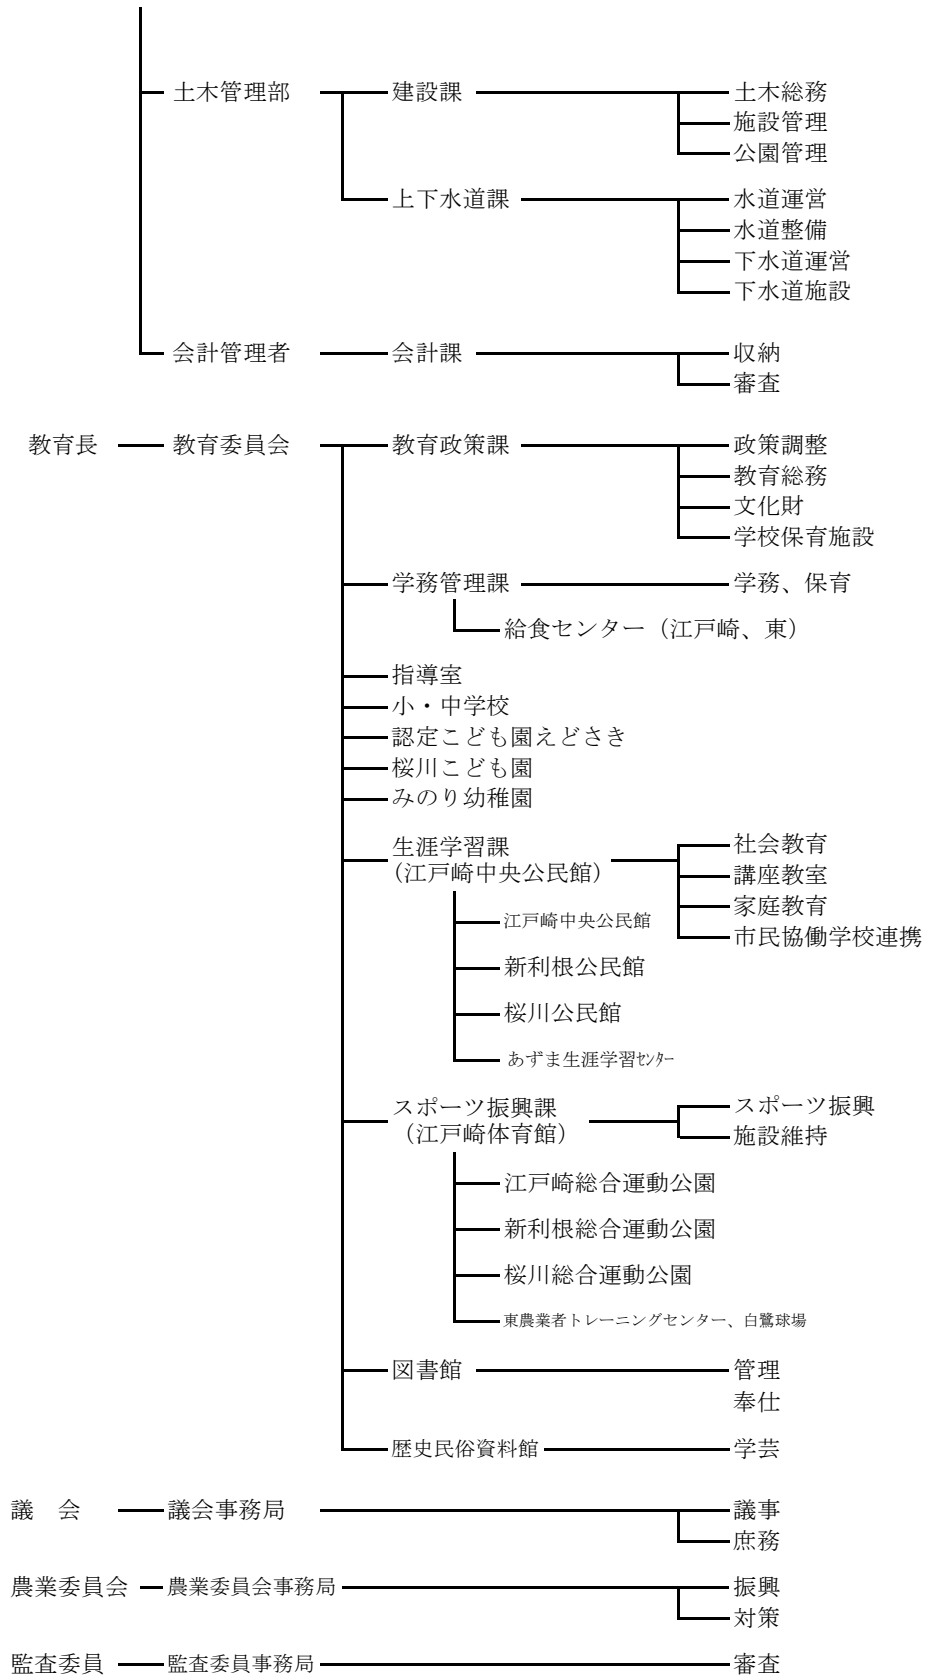 土木管理部 建設課 土木総務
施設管理
公園管理
上下水道課 水道運営
水道整備
下水道運営
下水道施設
会計管理者 会計課 収納
審査
教育長 教育委員会 教育政策課 政策調整
教育総務
文化財
学校保育施設
学務管理課 学務、保育
給食センター（江戸崎、東）
指導室
小・中学校
認定こども園えどさき
桜川こども園
みのり幼稚園
生涯学習課 社会教育
（江戸崎中央公民館） 講座教室
家庭教育
江戸崎中央公民館 市民協働学校連携
新利根公民館
桜川公民館
あずま生涯学習ｾﾝﾀｰ
スポーツ振興課 スポーツ振興
（江戸崎体育館） 施設維持
江戸崎総合運動公園
新利根総合運動公園
桜川総合運動公園
東農業者トレーニングセンター、白鷺球場
図書館 管理
奉仕
歴史民俗資料館 学芸
議　会 議会事務局 議事
庶務
農業委員会 農業委員会事務局 振興
対策
監査委員 監査委員事務局 審査